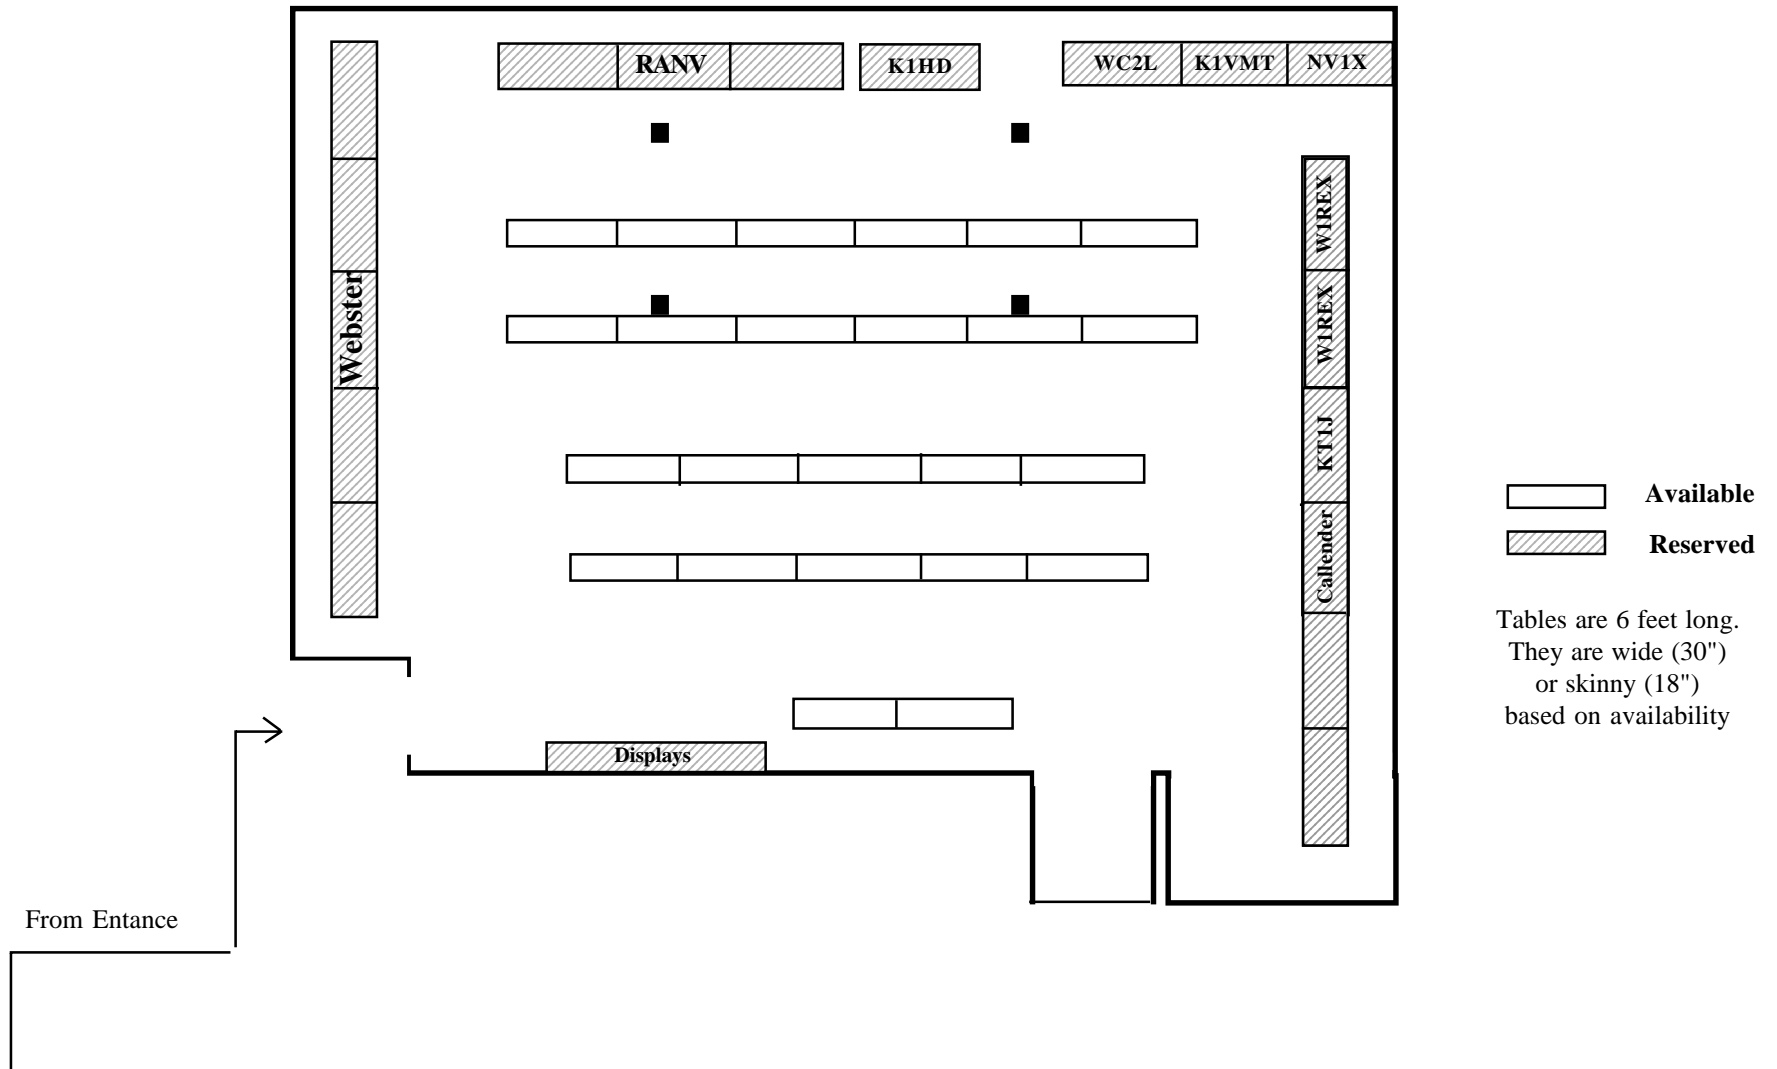 RANV
K1HD
WC2L
K1VMT
NV1X
W1REX
W1REX
Webster
KT1J
Callender
Available
Reserved
Tables are 6 feet long.
They are wide (30")
or skinny (18")
based on availability
Displays
From Entance